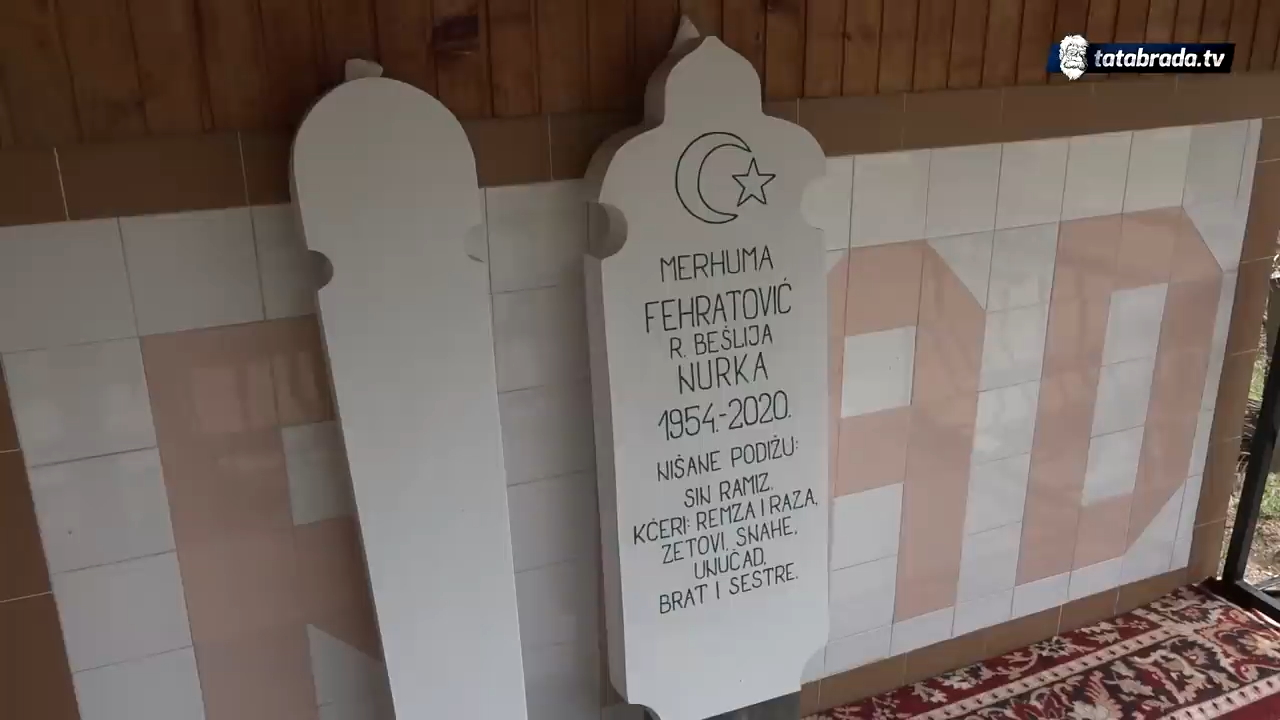 tatabrada.tv
MERHUMA
FEHRATOVIĆ
R. BEŠLIJA
NURKA
1954.-2020.
NIŠANE PODIŽU:
SIN RAMIZ,
KĆERI: REMZA I RAZA,
ZETOVI, SNAHE,
UNUČAD,
BRAT I SESTRE.